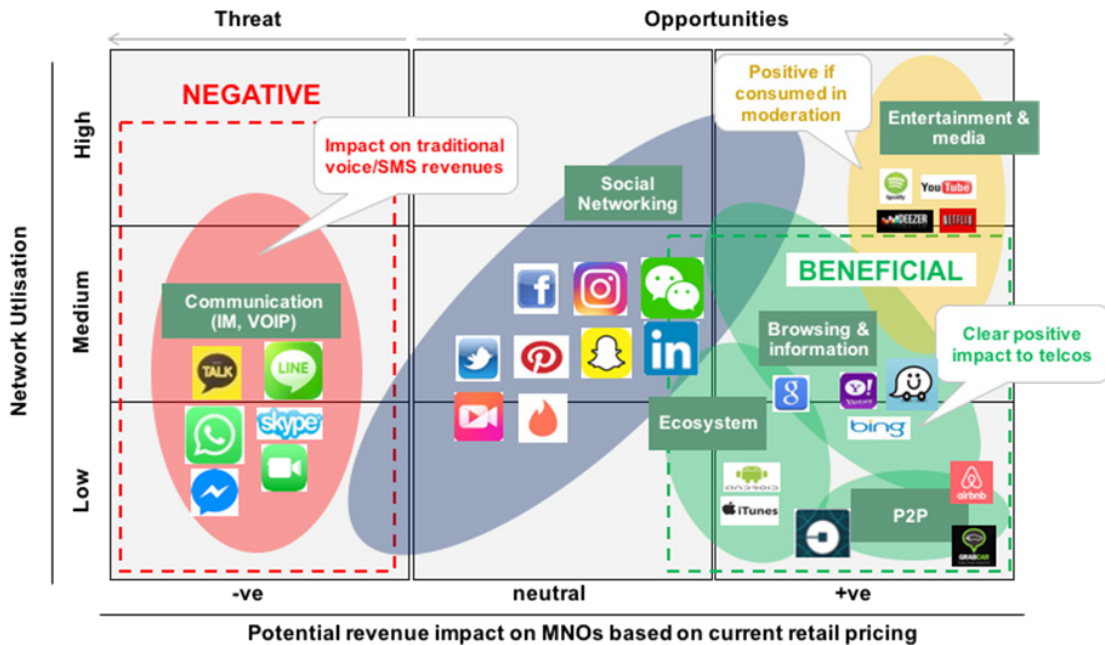 Threat
Opportunities
Network Utlisation
High
Medium
Low
NEGATIVE
Impact on traditional
voice/SMS revenues
Positive if
consumed in
moderation
Entertainment &
media
Spotify
YouTube
DEEZER
NETFLIX
Social
Networking
BENEFICIAL
Communication
(IM, VOIP)
TALK
LINE
skype
f
in
Browsing &
information
Clear positive
impact to telcos
g
YAHOO!
bing
Ecosystem
ANDROID
iTunes
P2P
airbnb
GRABCAR
-ve
neutral
+ve
Potential revenue impact on MNOs based on current retail pricing